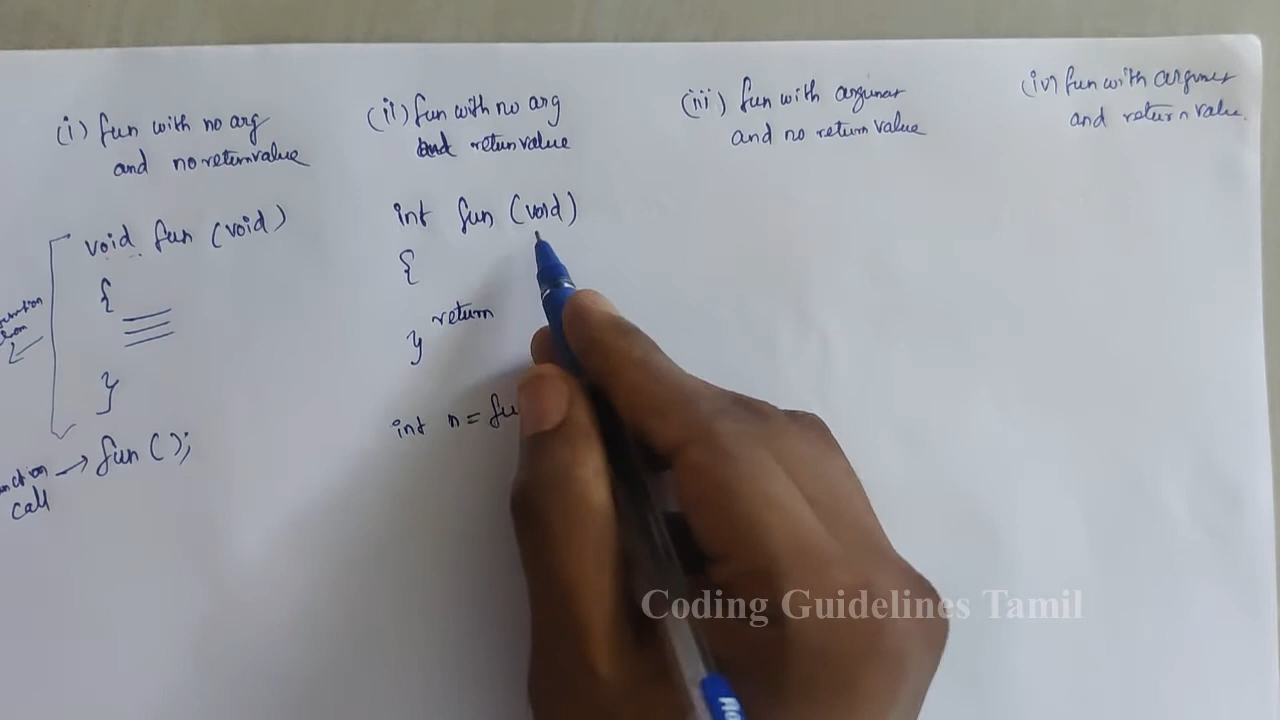 (i) fun with no arg
and no return value
(ii) fun with no arg
and return value
(iii) fun with argumet
and no return value
(iv) fun with argumet
and return value.
void fun (void)
{
}
fun ();
call
int fun (void)
{
return
}
int n = fu
Coding Guidelines Tamil